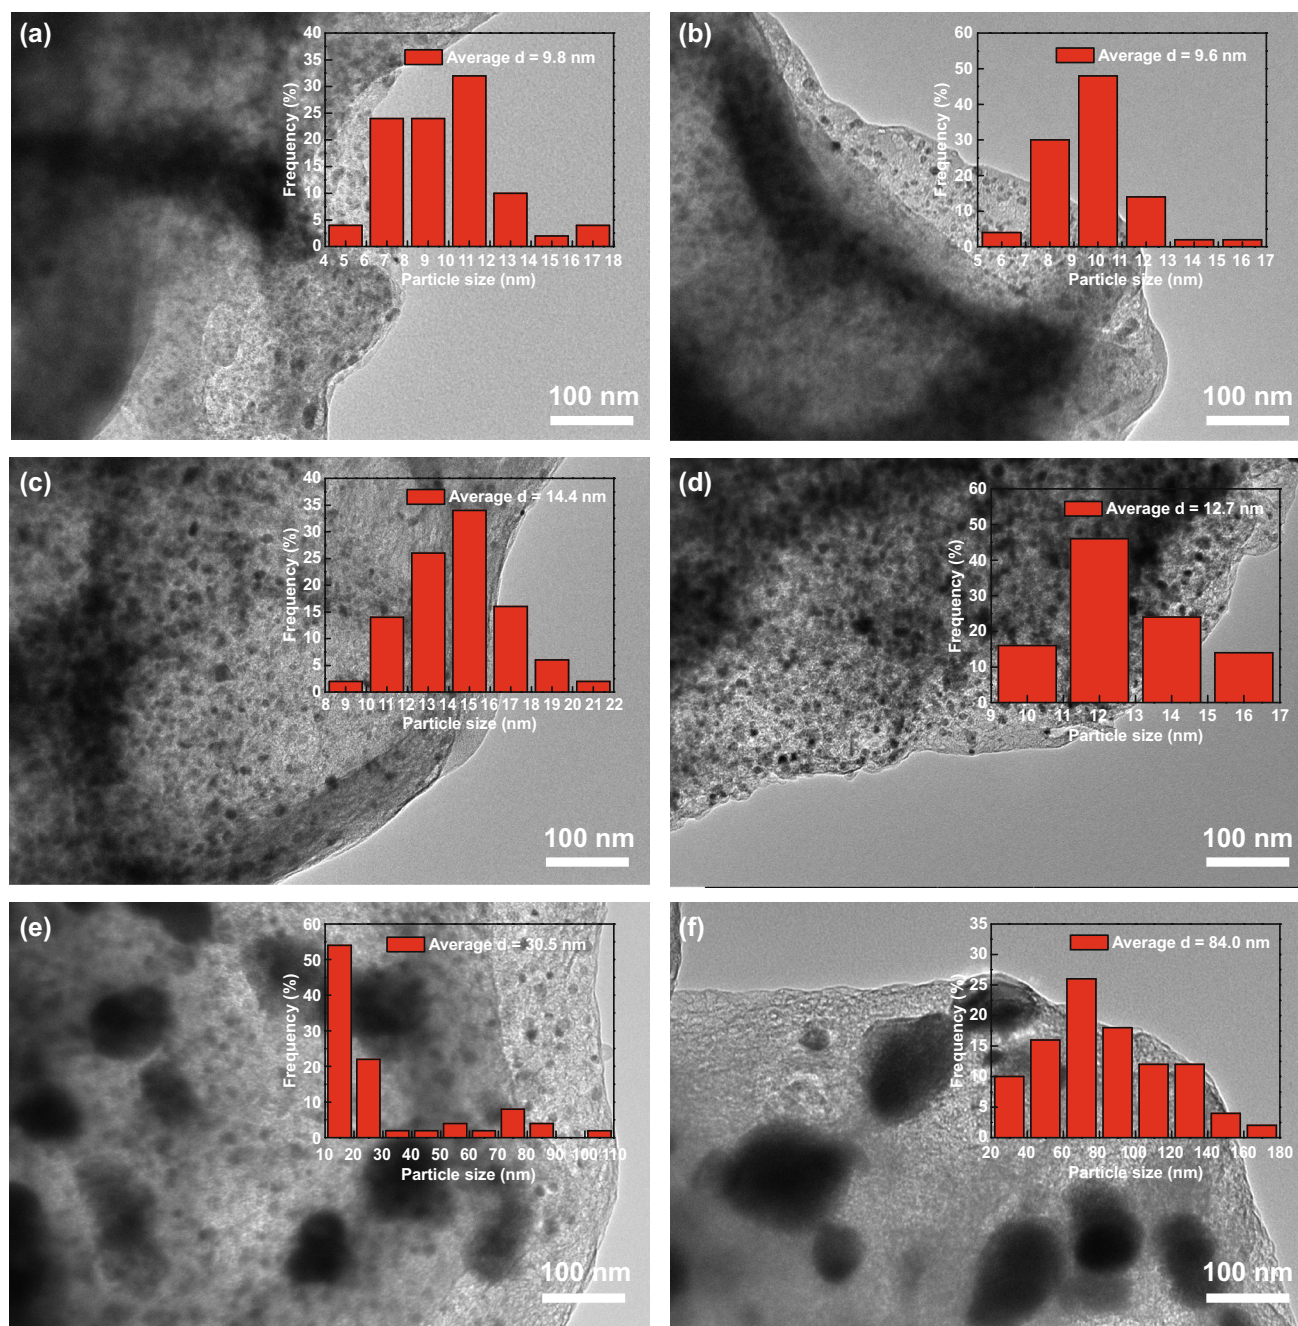 (a)
Average d = 9.8 nm
Frequency (%)
40
35
30
25
20
15
10
5
0
4 5 6 7 8 9 10 11 12 13 14 15 16 17 18
Particle size (nm)
100 nm
(b)
Average d = 9.6 nm
Frequency (%)
60
50
40
30
20
10
0
5 6 7 8 9 10 11 12 13 14 15 16 17
Particle size (nm)
100 nm
(c)
Average d = 14.4 nm
Frequency (%)
40
35
30
25
20
15
10
5
0
8 9 10 11 12 13 14 15 16 17 18 19 20 21 22
Particle size (nm)
100 nm
(d)
Average d = 12.7 nm
Frequency (%)
60
50
40
30
20
10
0
9 10 11 12 13 14 15 16 17
Particle size (nm)
100 nm
(e)
Average d = 30.5 nm
Frequency (%)
60
50
40
30
20
10
0
10 20 30 40 50 60 70 80 90 100 110
Particle size (nm)
100 nm
(f)
Average d = 84.0 nm
Frequency (%)
35
30
25
20
15
10
5
0
20 40 60 80 100 120 140 160 180
Particle size (nm)
100 nm